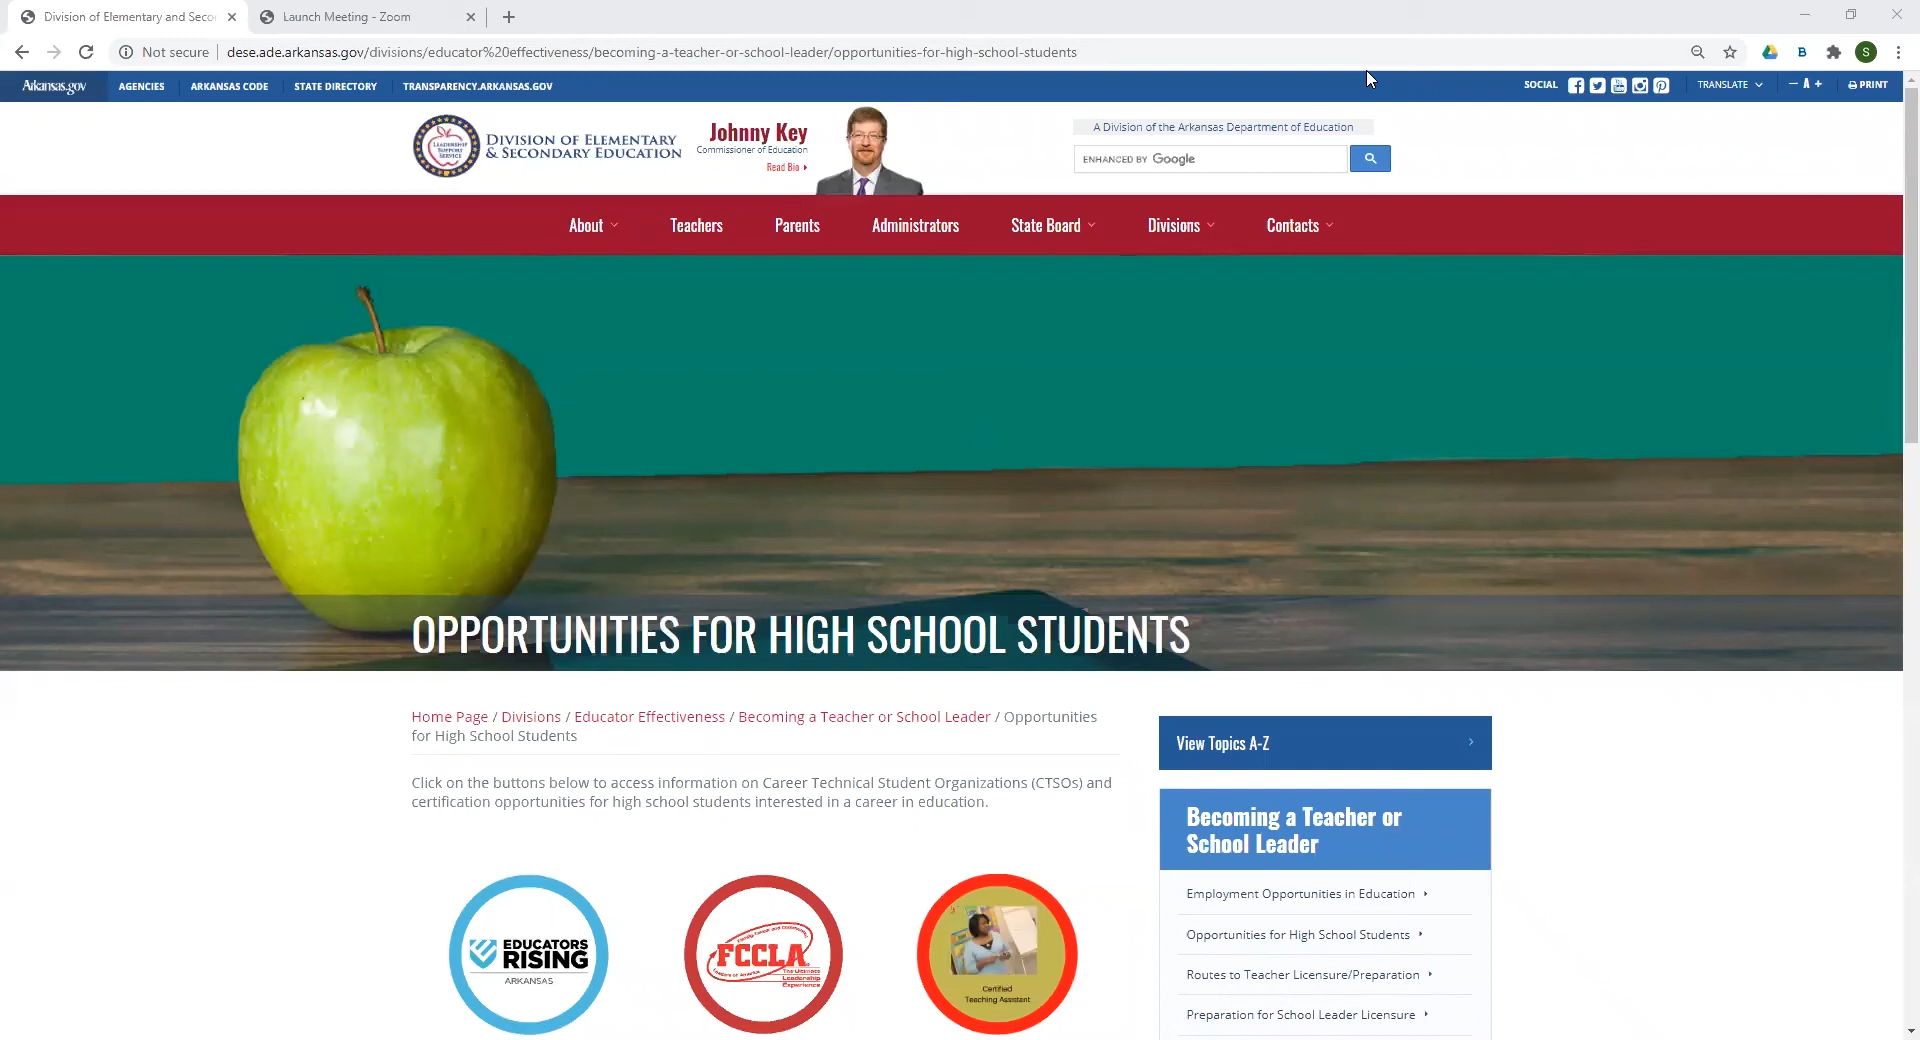 Division of Elementary and Seco
Launch Meeting - Zoom
Not secure
dese.ade.arkansas.gov/divisions/educator%20effectiveness/becoming-a-teacher-or-school-leader/opportunities-for-high-school-students
S
Arkansas.gov
AGENCIES
ARKANSAS CODE
STATE DIRECTORY
TRANSPARENCY.ARKANSAS.GOV
SOCIAL
TRANSLATE
– A +
PRINT
LEADERSHIP
SUPPORT
SERVICE
DIVISION OF ELEMENTARY
& SECONDARY EDUCATION
Johnny Key
Commissioner of Education
Read Bio
A Division of the Arkansas Department of Education
ENHANCED BY Google
About
Teachers
Parents
Administrators
State Board
Divisions
Contacts
OPPORTUNITIES FOR HIGH SCHOOL STUDENTS
Home Page / Divisions / Educator Effectiveness / Becoming a Teacher or School Leader / Opportunities
for High School Students
Click on the buttons below to access information on Career Technical Student Organizations (CTSOs) and
certification opportunities for high school students interested in a career in education.
EDUCATORS
RISING
ARKANSAS
FCCLA
The Ultimate
Leadership
Experience
Certified
Teaching Assistant
View Topics A-Z
Becoming a Teacher or
School Leader
Employment Opportunities in Education
Opportunities for High School Students
Routes to Teacher Licensure/Preparation
Preparation for School Leader Licensure